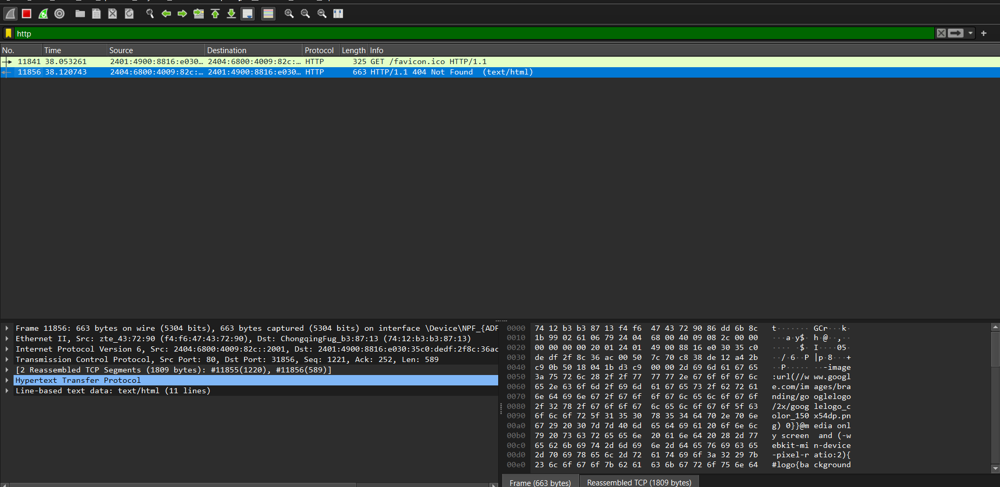 http
No. Time Source Destination Protocol Length Info
11841 38.053261 2401:4900:8816:e030… 2404:6800:4009:82c:… HTTP 325 GET /favicon.ico HTTP/1.1
11856 38.120743 2404:6800:4009:82c:… 2401:4900:8816:e030… HTTP 663 HTTP/1.1 404 Not Found (text/html)
Frame 11856: 663 bytes on wire (5304 bits), 663 bytes captured (5304 bits) on interface \Device\NPF_{ADF
Ethernet II, Src: zte_43:72:90 (f4:f6:47:43:72:90), Dst: ChongqingFug_b3:87:13 (74:12:b3:b3:87:13)
Internet Protocol Version 6, Src: 2404:6800:4009:82c::2001, Dst: 2401:4900:8816:e030:35c0:dedf:2f8c:36ac
Transmission Control Protocol, Src Port: 80, Dst Port: 31856, Seq: 1221, Ack: 252, Len: 589
[2 Reassembled TCP Segments (1809 bytes): #11855(1220), #11856(589)]
Hypertext Transfer Protocol
Line-based text data: text/html (11 lines)
0000 74 12 b3 b3 87 13 f4 f6 47 43 72 90 86 dd 6b 8c t·······GCr···k·
0010 1b 99 02 61 06 79 24 04 68 00 40 09 08 2c 00 00 ···a·y$·h·@··,··
0020 00 00 00 00 20 01 24 01 49 00 88 16 e0 30 35 c0 ···· ·$·I····05·
0030 de df 2f 8c 36 ac 00 50 7c 70 c8 38 de 12 a4 2b ··/·6··P|p·8···+
0040 c9 0b 50 18 04 1b d3 c9 00 00 2d 69 6d 61 67 65 ··P·······-image
0050 3a 75 72 6c 28 2f 2f 77 77 77 2e 67 6f 6f 67 6c :url(//www.googl
0060 65 2e 63 6f 6d 2f 69 6d 61 67 65 73 2f 62 72 61 e.com/images/bra
0070 6e 64 69 6e 67 2f 67 6f 6f 67 6c 65 6c 6f 67 6f nding/googlelogo
0080 2f 32 78 2f 67 6f 6f 67 6c 65 6c 6f 67 6f 5f 63 /2x/googlelogo_c
0090 6f 6c 6f 72 5f 31 35 30 78 35 34 64 70 2e 70 6e olor_150x54dp.pn
00a0 67 29 20 30 7d 7d 40 6d 65 64 69 61 20 6f 6e 6c g) 0}}@media onl
00b0 79 20 73 63 72 65 65 6e 20 61 6e 64 20 28 2d 77 y screen and (-w
00c0 65 62 6b 69 74 2d 6d 69 6e 2d 64 65 76 69 63 65 ebkit-min-device
00d0 2d 70 69 78 65 6c 2d 72 61 74 69 6f 3a 32 29 7b -pixel-ratio:2){
00e0 23 6c 6f 67 6f 7b 62 61 63 6b 67 72 6f 75 6e 64 #logo{background
Frame (663 bytes) Reassembled TCP (1809 bytes)